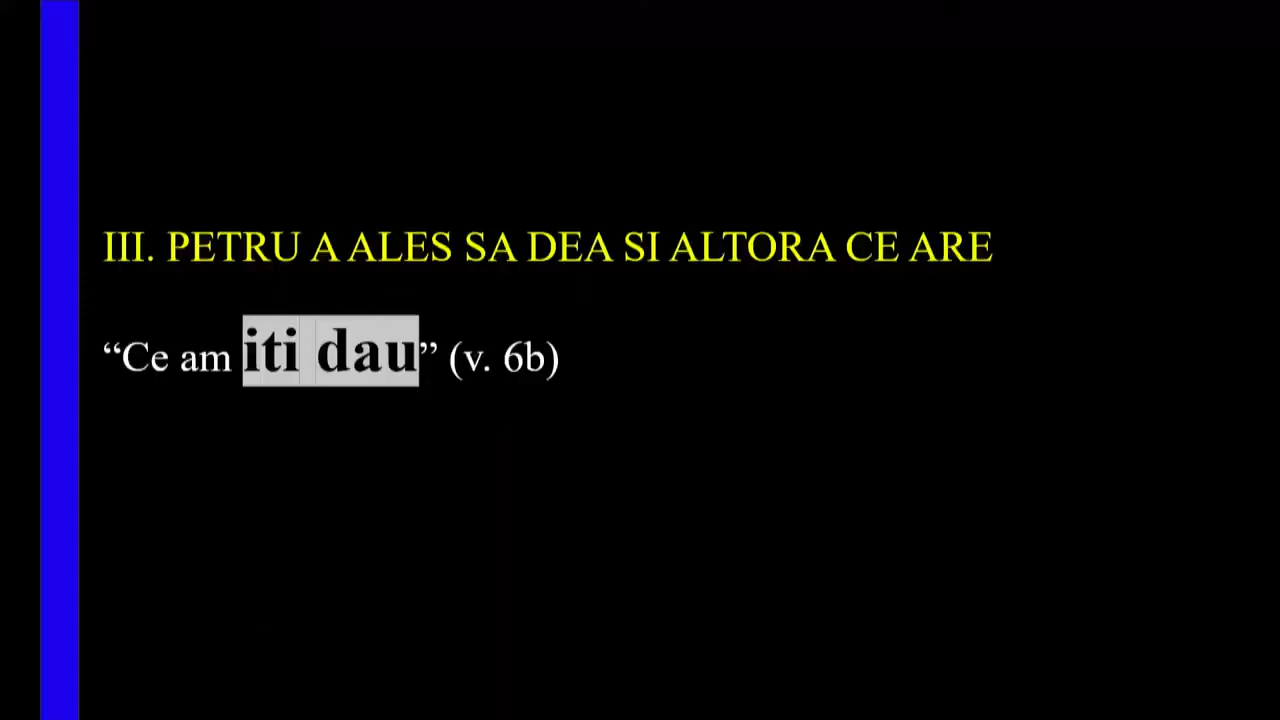 III. PETRU A ALES SA DEA SI ALTORA CE ARE
“Ce am iti dau” (v. 6b)